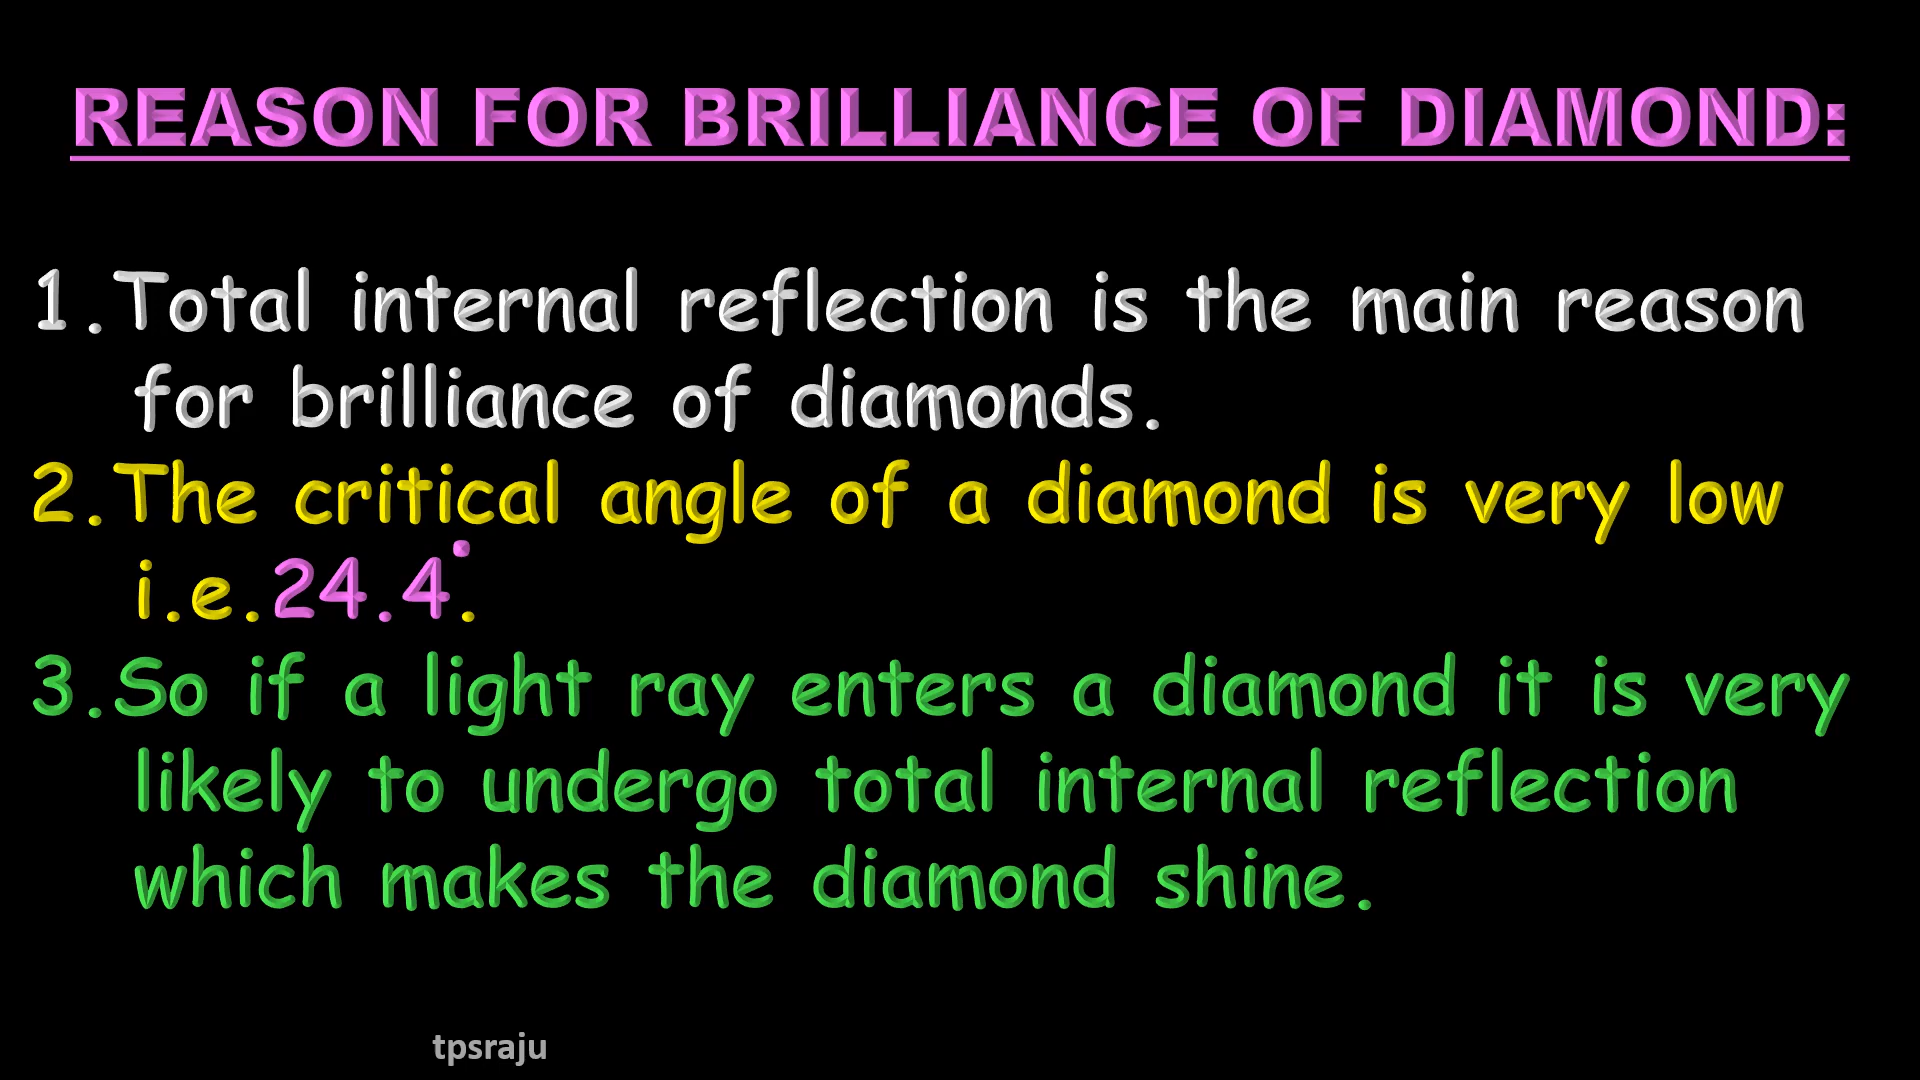 REASON FOR BRILLIANCE OF DIAMOND:
1.Total internal reflection is the main reason
for brilliance of diamonds.
2.The critical angle of a diamond is very low
i.e.24.4°.
3.So if a light ray enters a diamond it is very
likely to undergo total internal reflection
which makes the diamond shine.
tpsraju